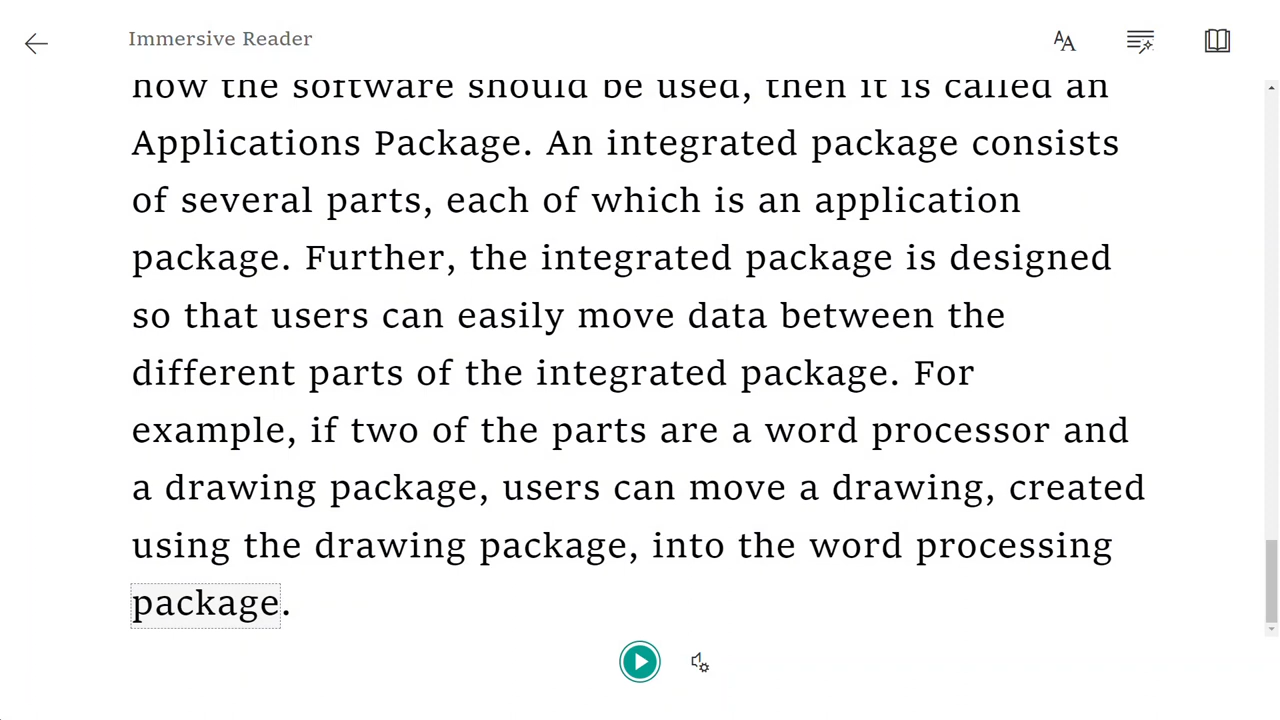 Immersive Reader
how the software should be used, then it is called an
Applications Package. An integrated package consists
of several parts, each of which is an application
package. Further, the integrated package is designed
so that users can easily move data between the
different parts of the integrated package. For
example, if two of the parts are a word processor and
a drawing package, users can move a drawing, created
using the drawing package, into the word processing
package.